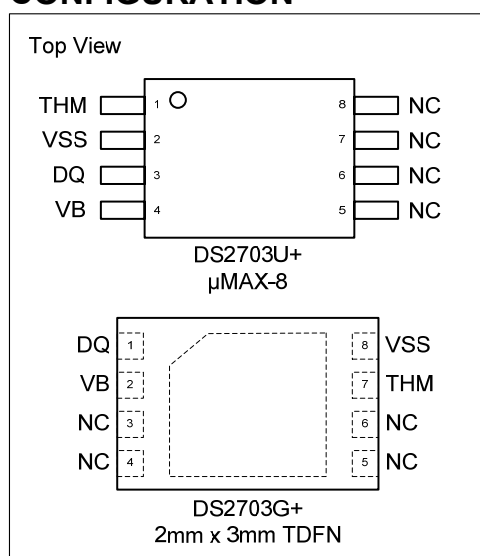 CONFIGURATION
Top View
THM 1 8 NC
VSS 2 7 NC
DQ 3 6 NC
VB 4 5 NC
DS2703U+
µMAX-8
DQ 1 8 VSS
VB 2 7 THM
NC 3 6 NC
NC 4 5 NC
DS2703G+
2mm x 3mm TDFN